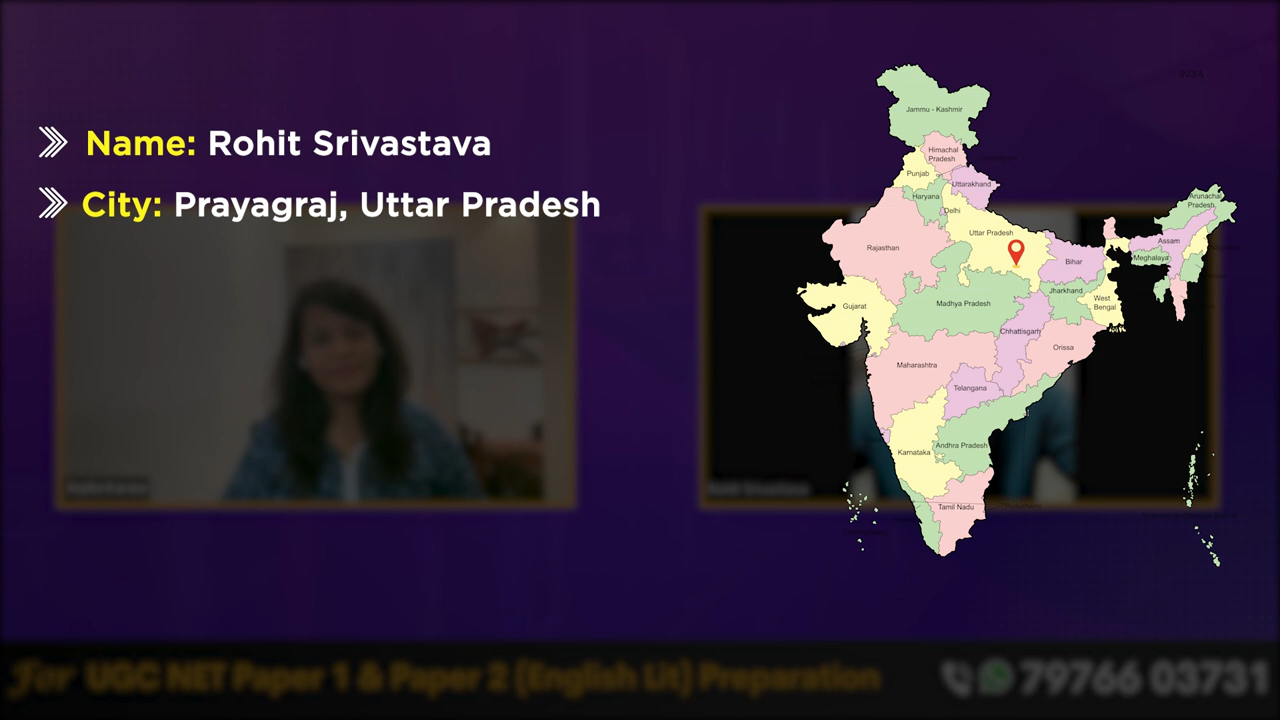 Name: Rohit Srivastava
City: Prayagraj, Uttar Pradesh
INDIA
Jammu - Kashmir
Himachal
Pradesh
Punjab
Uttarakhand
Haryana
Delhi
Arunachal
Pradesh
Uttar Pradesh
Assam
Rajasthan
Bihar
Meghalaya
Jharkhand
West
Bengal
Gujarat
Madhya Pradesh
Chhattisgarh
Orissa
Maharashtra
Telangana
Andhra Pradesh
Karnataka
Tamil Nadu
for UGC NET Paper 1 & Paper 2 (English Lit) Preparation
79766 03731